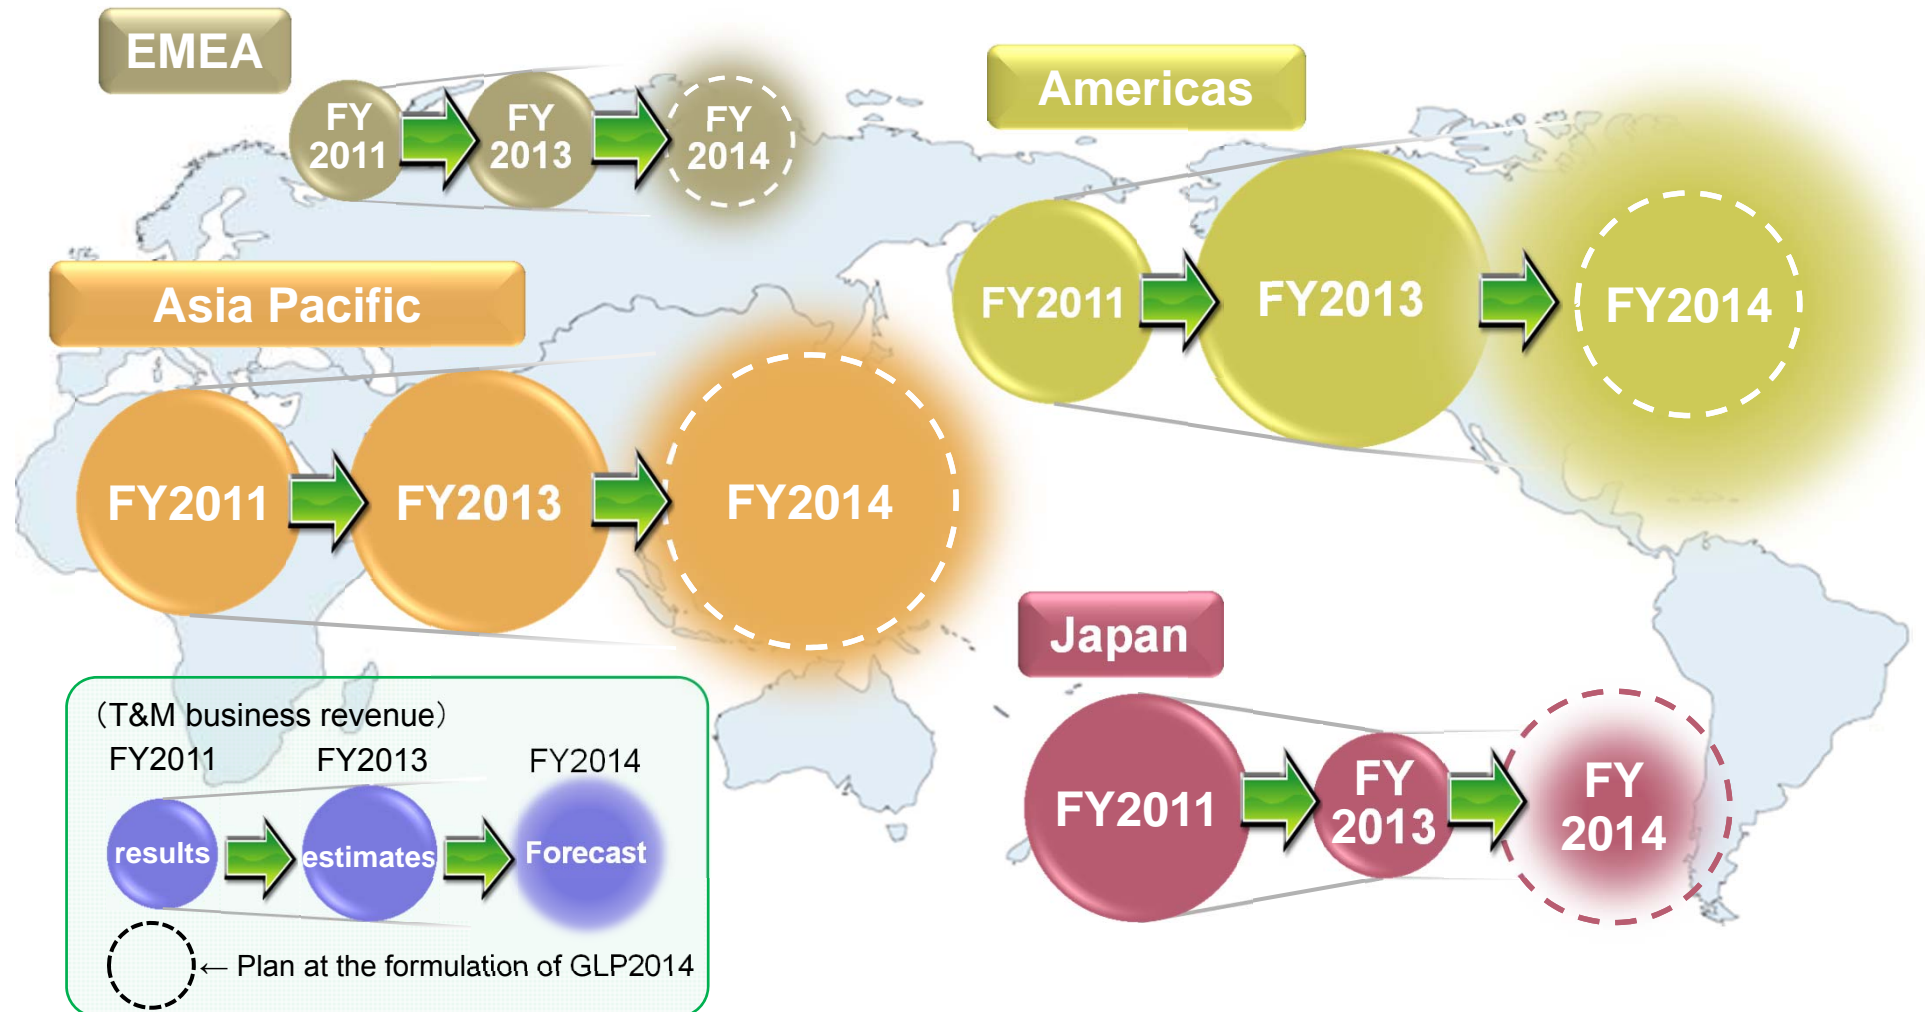 EMEA
FY
2011
FY
2013
FY
2014
Americas
FY2011
FY2013
FY2014
Asia Pacific
FY2011
FY2013
FY2014
Japan
FY2011
FY
2013
FY
2014
（T&M business revenue）
FY2011 FY2013 FY2014
results estimates Forecast
← Plan at the formulation of GLP2014